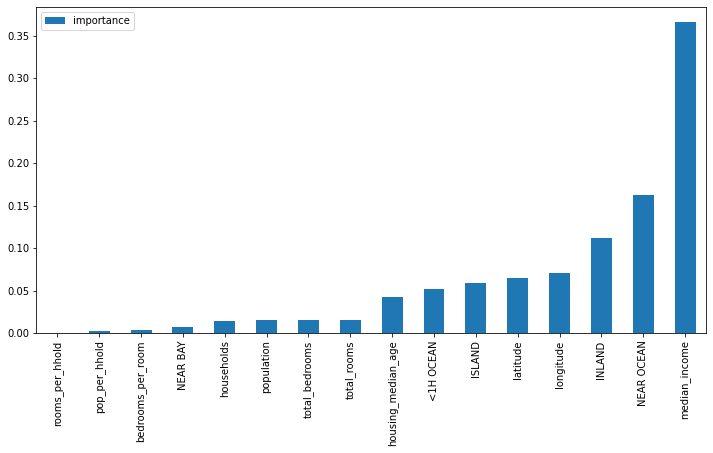 importance
0.35
0.30
0.25
0.20
0.15
0.10
0.05
0.00
rooms_per_hhold
pop_per_hhold
bedrooms_per_room
NEAR BAY
households
population
total_bedrooms
total_rooms
housing_median_age
<1H OCEAN
ISLAND
latitude
longitude
INLAND
NEAR OCEAN
median_income